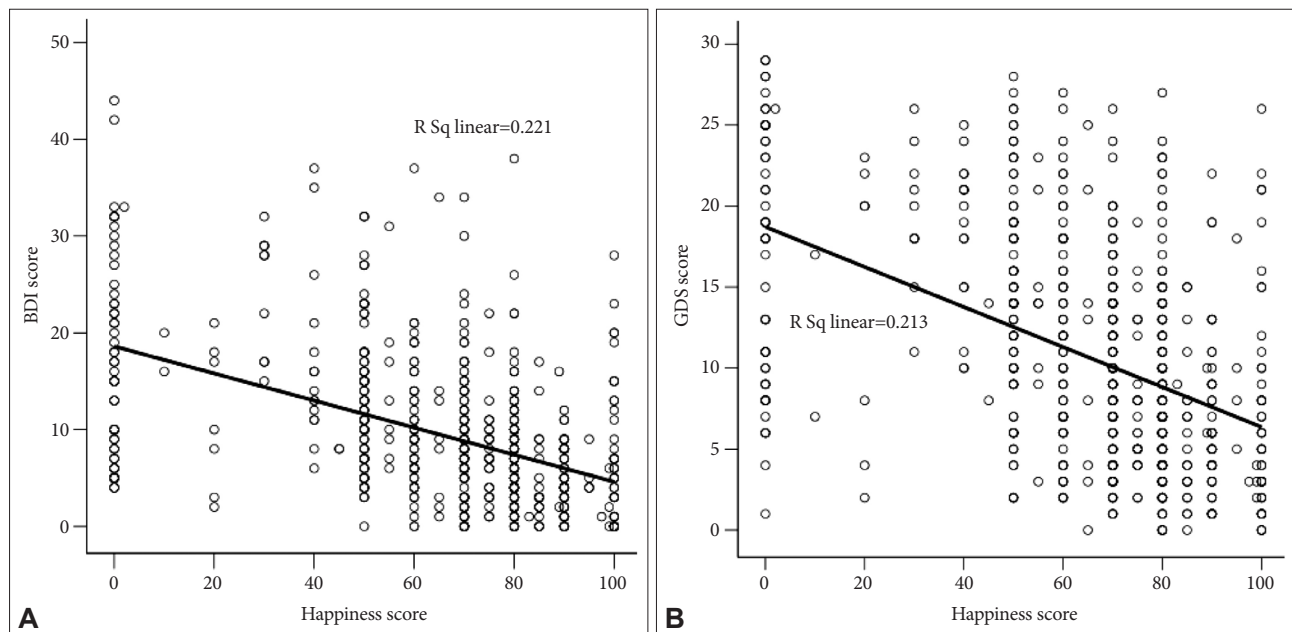 50
40
30
20
10
0
BDI score
R Sq linear=0.221
0 20 40 60 80 100
Happiness score
A
30
25
20
15
10
5
0
GDS score
R Sq linear=0.213
0 20 40 60 80 100
Happiness score
B